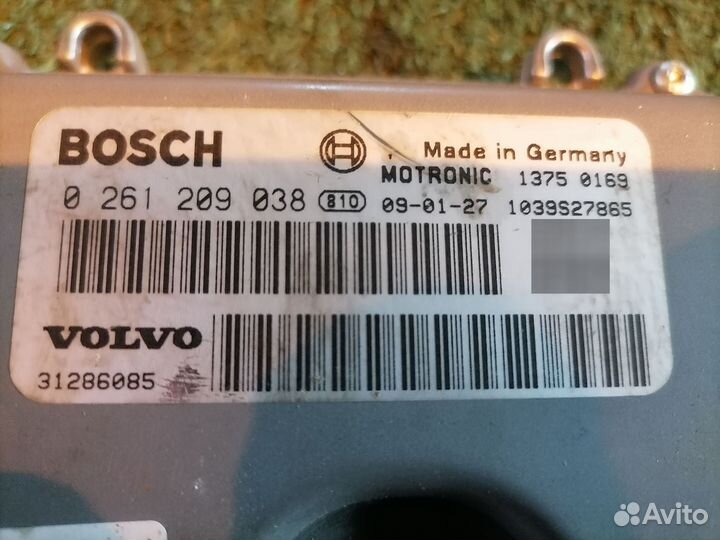 BOSCH
Made in Germany
MOTRONIC 1375 0169
0 261 209 038 810 09-01-27 1039S27865
VOLVO
31286085
Avito